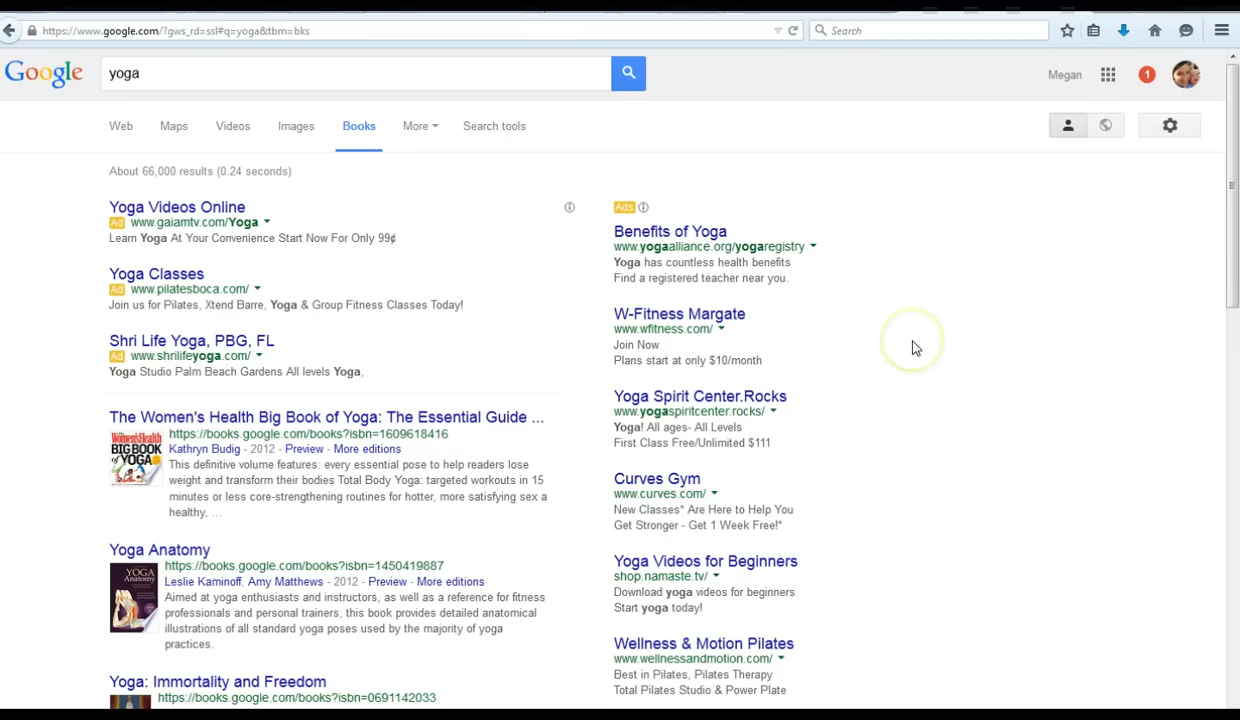 https://www.google.com/?gws_rd=ssl#q=yoga&tbm=bks
Search
Google
yoga
Megan
1
Web Maps Videos Images Books More Search tools
About 66,000 results (0.24 seconds)
Yoga Videos Online
Ad www.gaiamtv.com/Yoga
Learn Yoga At Your Convenience Start Now For Only 99¢
Yoga Classes
Ad www.pilatesboca.com/
Join us for Pilates, Xtend Barre, Yoga & Group Fitness Classes Today!
Shri Life Yoga, PBG, FL
Ad www.shrilifeyoga.com/
Yoga Studio Palm Beach Gardens All levels Yoga,
The Women's Health Big Book of Yoga: The Essential Guide ...
Women's Health
BIG BOOK
of YOGA
https://books.google.com/books?isbn=1609618416
Kathryn Budig - 2012 - Preview - More editions
This definitive volume features: every essential pose to help readers lose
weight and transform their bodies Total Body Yoga: targeted workouts in 15
minutes or less core-strengthening routines for hotter, more satisfying sex a
healthy, ...
Yoga Anatomy
YOGA
Anatomy
https://books.google.com/books?isbn=1450419887
Leslie Kaminoff, Amy Matthews - 2012 - Preview - More editions
Aimed at yoga enthusiasts and instructors, as well as a reference for fitness
professionals and personal trainers, this book provides detailed anatomical
illustrations of all standard yoga poses used by the majority of yoga
practices.
Yoga: Immortality and Freedom
https://books.google.com/books?isbn=0691142033
Ads
Benefits of Yoga
www.yogaalliance.org/yogaregistry
Yoga has countless health benefits
Find a registered teacher near you.
W-Fitness Margate
www.wfitness.com/
Join Now
Plans start at only $10/month
Yoga Spirit Center.Rocks
www.yogaspiritcenter.rocks/
Yoga! All ages- All Levels
First Class Free/Unlimited $111
Curves Gym
www.curves.com/
New Classes* Are Here to Help You
Get Stronger - Get 1 Week Free!*
Yoga Videos for Beginners
shop.namaste.tv/
Download yoga videos for beginners
Start yoga today!
Wellness & Motion Pilates
www.wellnessandmotion.com/
Best in Pilates, Pilates Therapy
Total Pilates Studio & Power Plate